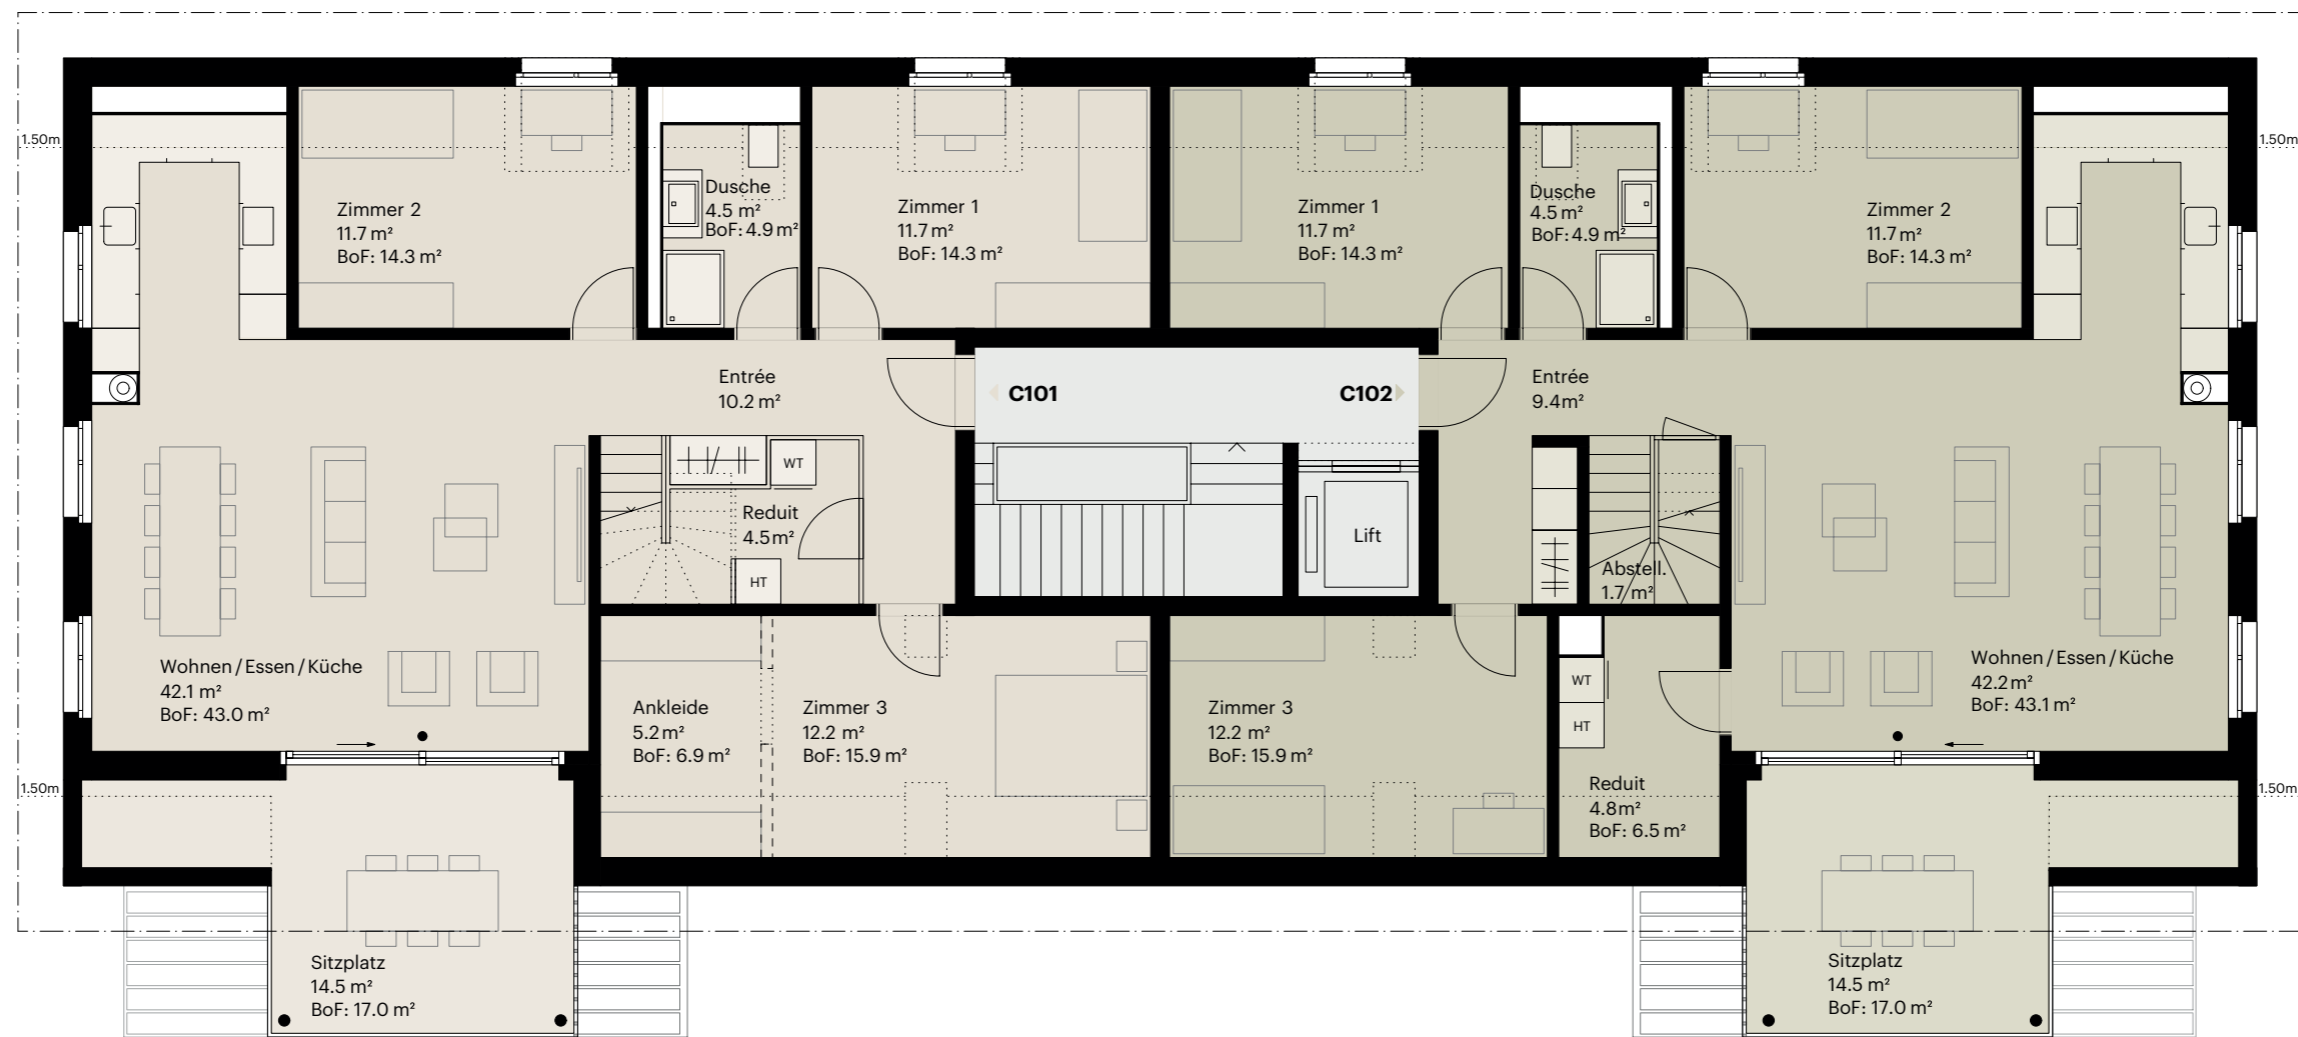 1.50m
1.50m
Zimmer 2
11.7 m²
BoF: 14.3 m²
Dusche
4.5 m²
BoF: 4.9 m²
Zimmer 1
11.7 m²
BoF: 14.3 m²
Zimmer 1
11.7 m²
BoF: 14.3 m²
Dusche
4.5 m²
BoF: 4.9 m²
Zimmer 2
11.7 m²
BoF: 14.3 m²
Entrée
10.2 m²
C101
C102
Entrée
9.4 m²
WT
Reduit
4.5 m²
HT
Lift
Abstell.
1.7 m²
Wohnen / Essen / Küche
42.1 m²
BoF: 43.0 m²
Ankleide
5.2 m²
BoF: 6.9 m²
Zimmer 3
12.2 m²
BoF: 15.9 m²
Zimmer 3
12.2 m²
BoF: 15.9 m²
WT
HT
Reduit
4.8 m²
BoF: 6.5 m²
Wohnen / Essen / Küche
42.2 m²
BoF: 43.1 m²
1.50m
1.50m
Sitzplatz
14.5 m²
BoF: 17.0 m²
Sitzplatz
14.5 m²
BoF: 17.0 m²